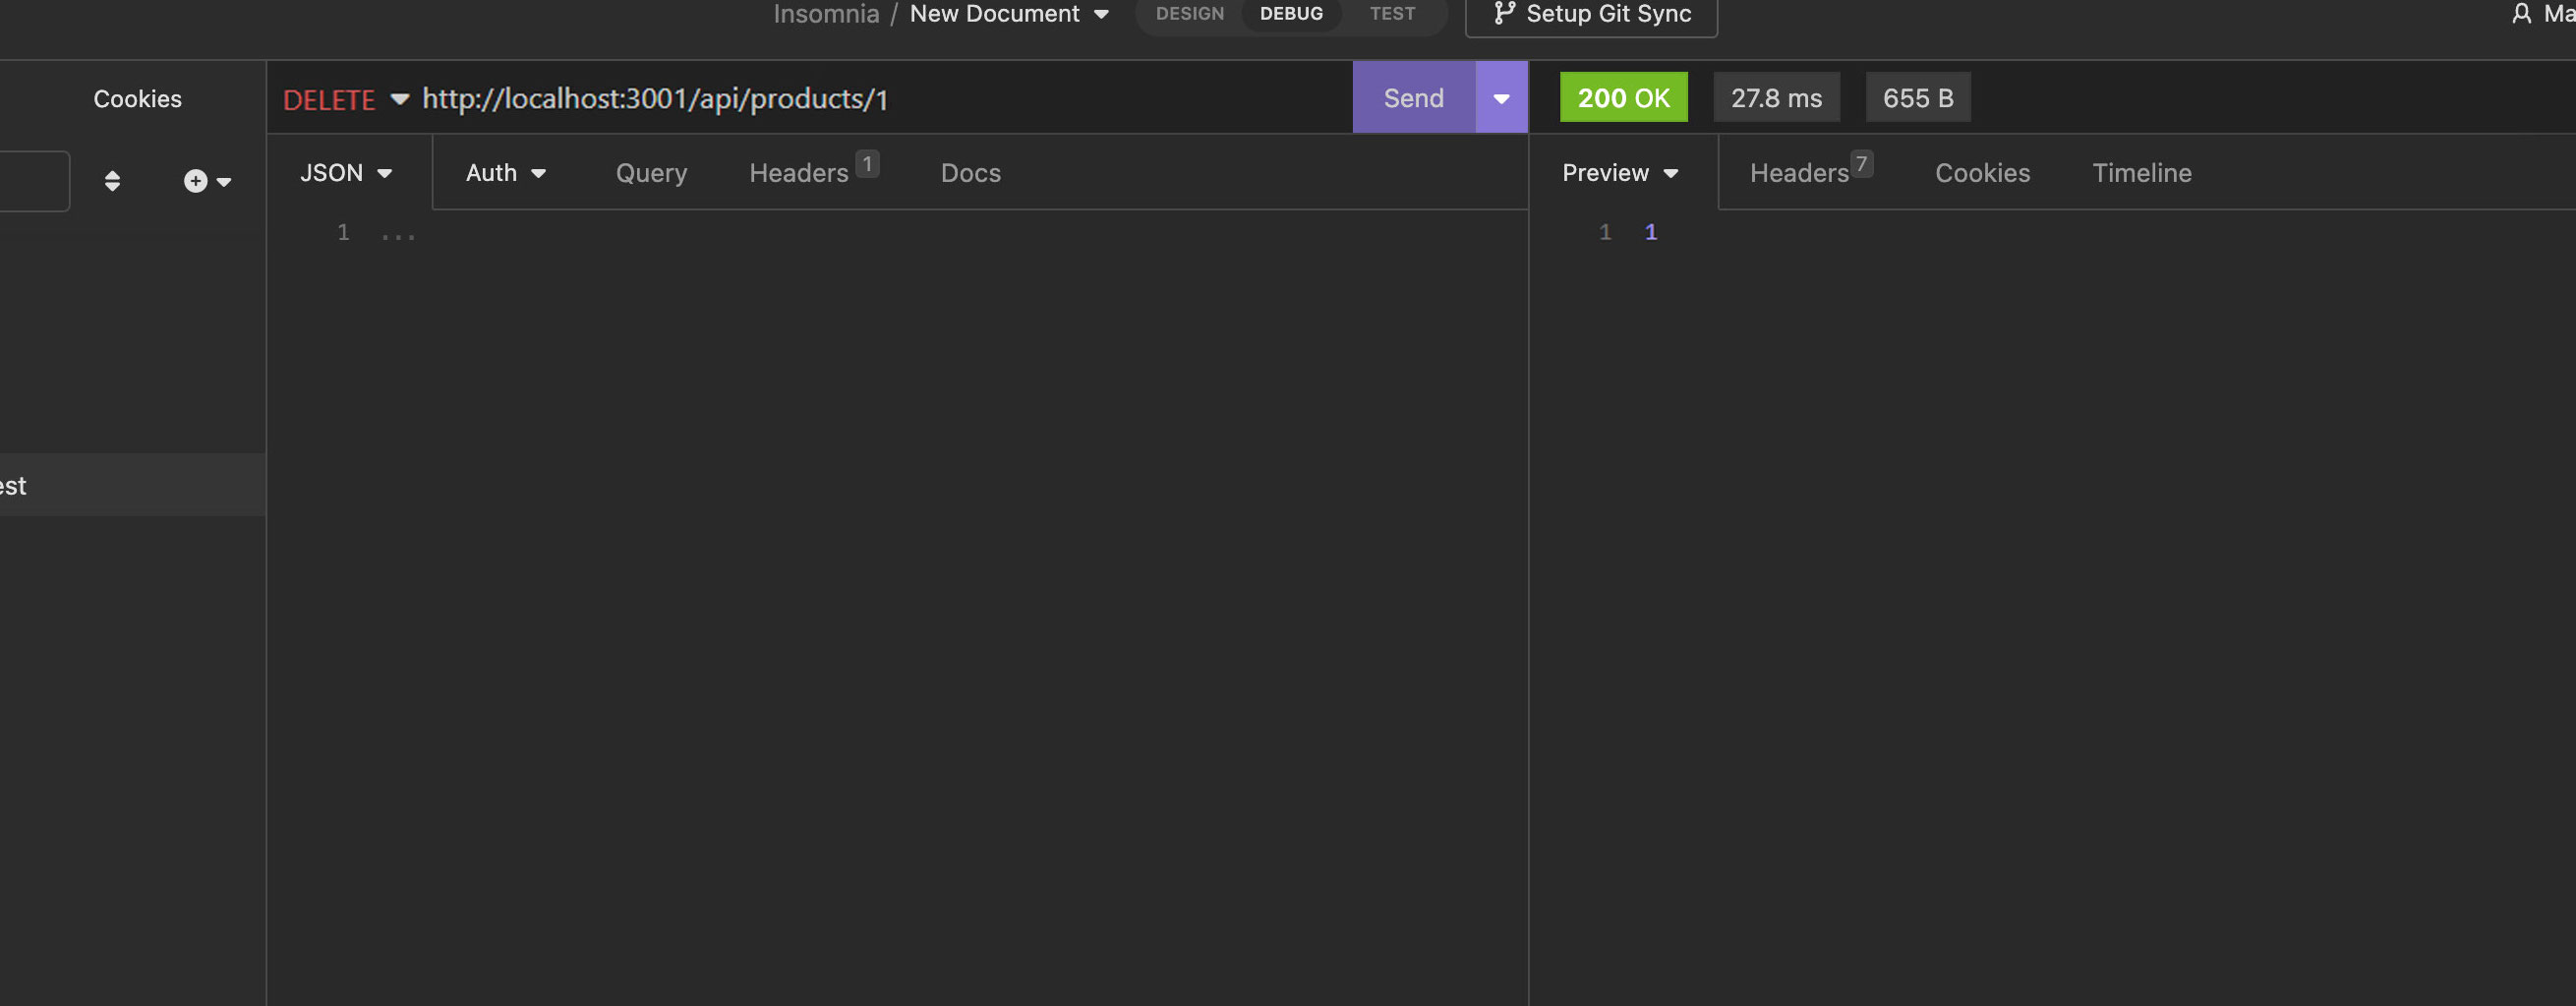 Insomnia / New Document DESIGN DEBUG TEST Setup Git Sync
Cookies DELETE http://localhost:3001/api/products/1 Send 200 OK 27.8 ms 655 B
JSON Auth Query Headers 1 Docs Preview Headers 7 Cookies Timeline
1 ... 1 1